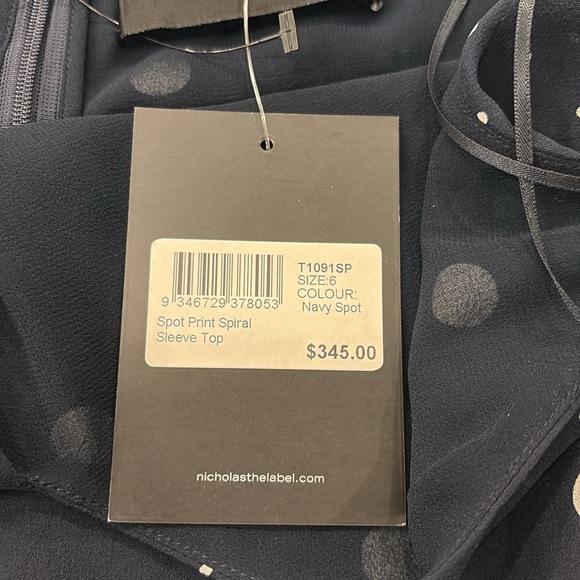 T1091SP
SIZE:6
COLOUR:
Navy Spot
9 346729 378053
Spot Print Spiral
Sleeve Top
$345.00
nicholasthelabel.com